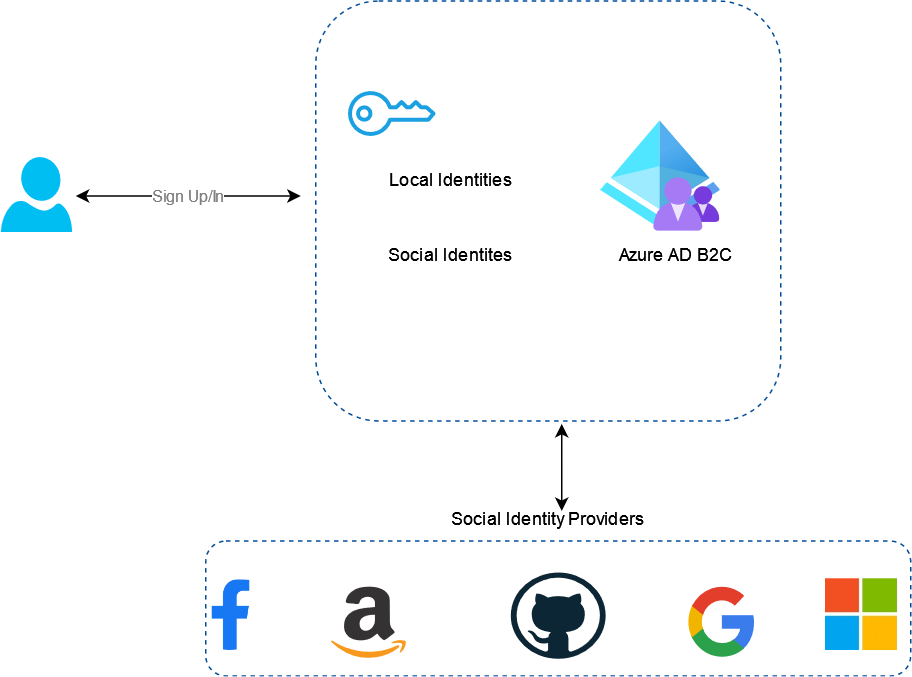 Local Identities
Sign Up/In
Social Identites
Azure AD B2C
Social Identity Providers